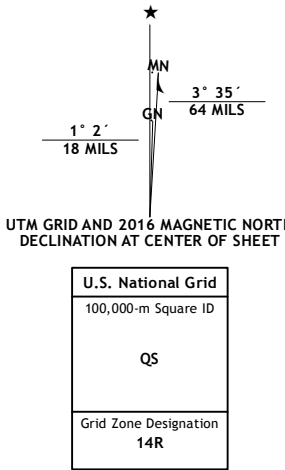 ★
MN
3° 35´
64 MILS
GN
1° 2´
18 MILS
UTM GRID AND 2016 MAGNETIC NORTH
DECLINATION AT CENTER OF SHEET
U.S. National Grid
100,000-m Square ID
QS
Grid Zone Designation
14R